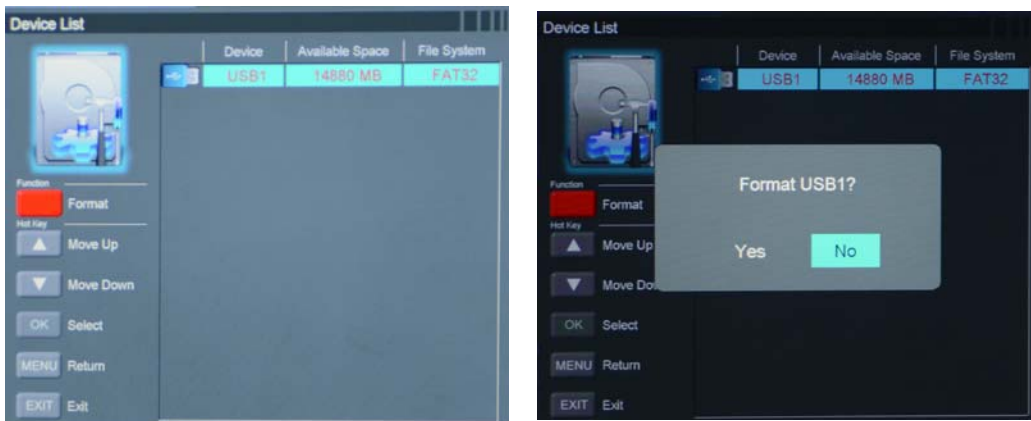 Device List
Device Available Space File System
USB1 14880 MB FAT32
Function
Format
Hot Key
Move Up
Move Down
OK Select
MENU Return
EXIT Exit
Device List
Device Available Space File System
USB1 14880 MB FAT32
Function
Format
Hot Key
Move Up
Move Do
OK Select
MENU Return
EXIT Exit
Format USB1?
Yes No